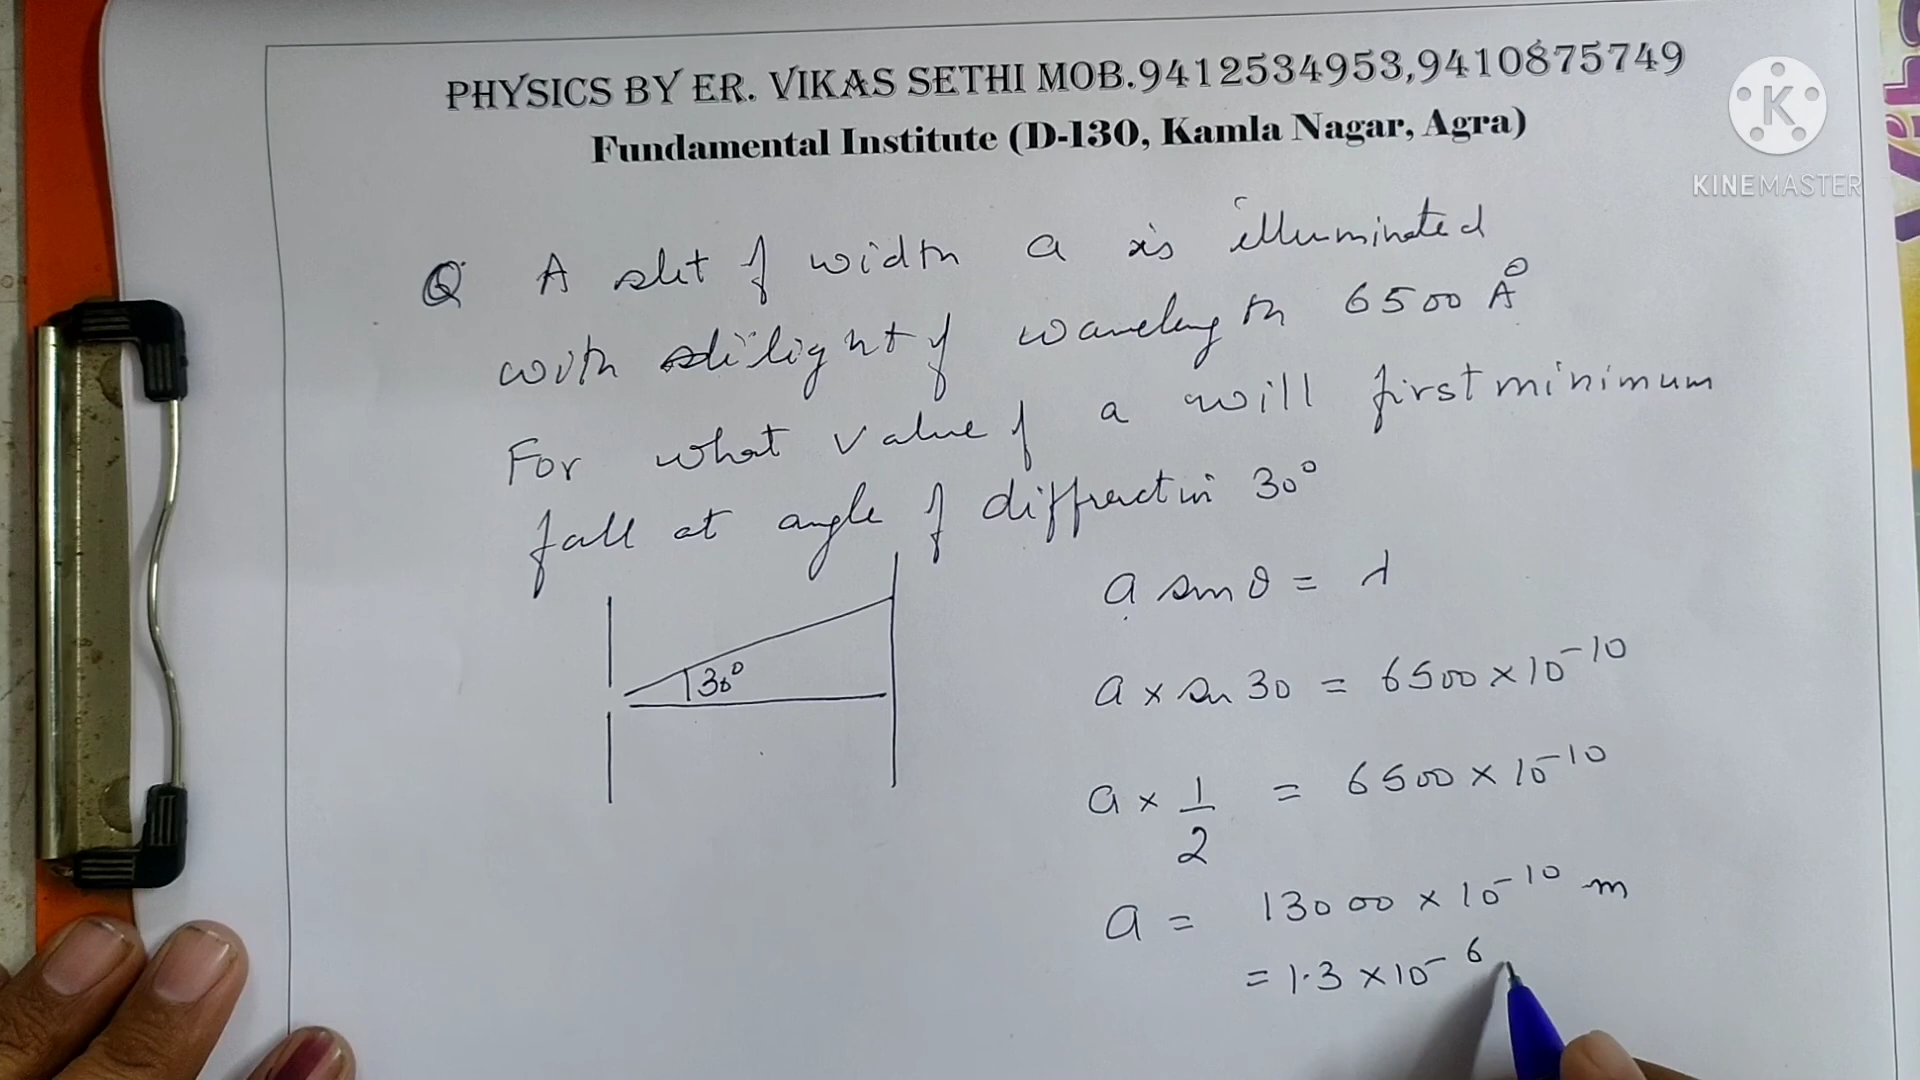 PHYSICS BY ER. VIKAS SETHI MOB.9412534953,9410875749
Fundamental Institute (D-130, Kamla Nagar, Agra)
K
KINEMASTER
Q A slit of width a is illuminated
with light of wavelength 6500 Å
For what value of a will first minimum
fall at angle of diffraction 30°
30°
a sin θ = λ
a × sin 30 = 6500 × 10⁻¹⁰
a × 1/2 = 6500 × 10⁻¹⁰
a = 13000 × 10⁻¹⁰ m
= 1.3 × 10⁻⁶